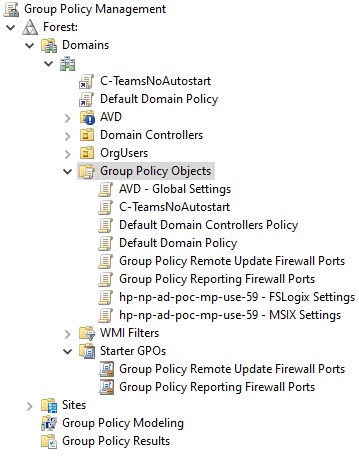 Group Policy Management
Forest:
Domains
C-TeamsNoAutostart
Default Domain Policy
AVD
Domain Controllers
OrgUsers
Group Policy Objects
AVD - Global Settings
C-TeamsNoAutostart
Default Domain Controllers Policy
Default Domain Policy
Group Policy Remote Update Firewall Ports
Group Policy Reporting Firewall Ports
hp-np-ad-poc-mp-use-59 - FSLogix Settings
hp-np-ad-poc-mp-use-59 - MSIX Settings
WMI Filters
Starter GPOs
Group Policy Remote Update Firewall Ports
Group Policy Reporting Firewall Ports
Sites
Group Policy Modeling
Group Policy Results